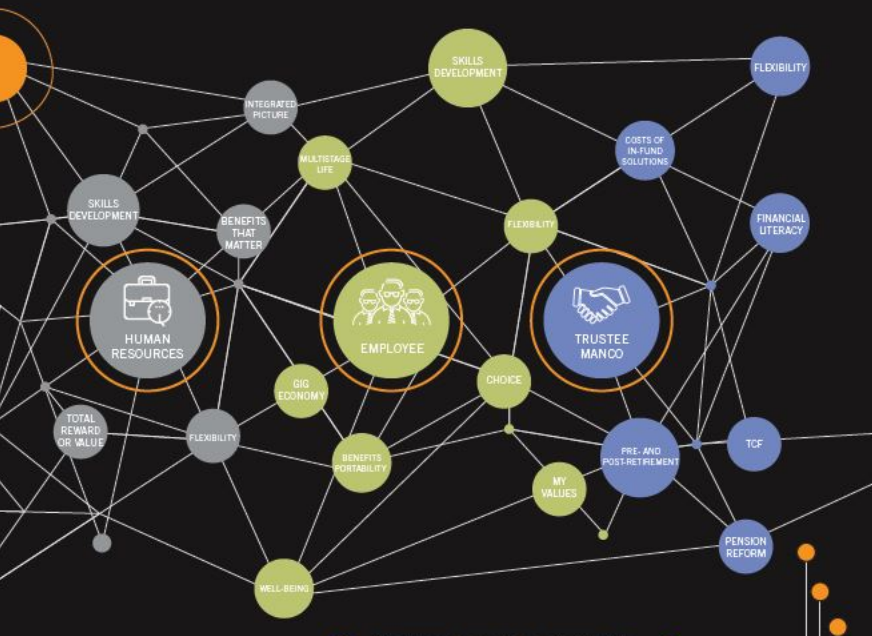 SKILLS
DEVELOPMENT
FLEXIBILITY
INTEGRATED
PICTURE
MULTISTAGE
LIFE
COSTS OF
IN-FUND
SOLUTIONS
SKILLS
DEVELOPMENT
BENEFITS
THAT
MATTER
FLEXIBILITY
FINANCIAL
LITERACY
HUMAN
RESOURCES
EMPLOYEE
TRUSTEE
MANCO
GIG
ECONOMY
CHOICE
TOTAL
REWARD
OR VALUE
FLEXIBILITY
BENEFITS
PORTABILITY
PRE- AND
POST-RETIREMENT
TCF
MY
VALUES
PENSION
REFORM
WELL-BEING